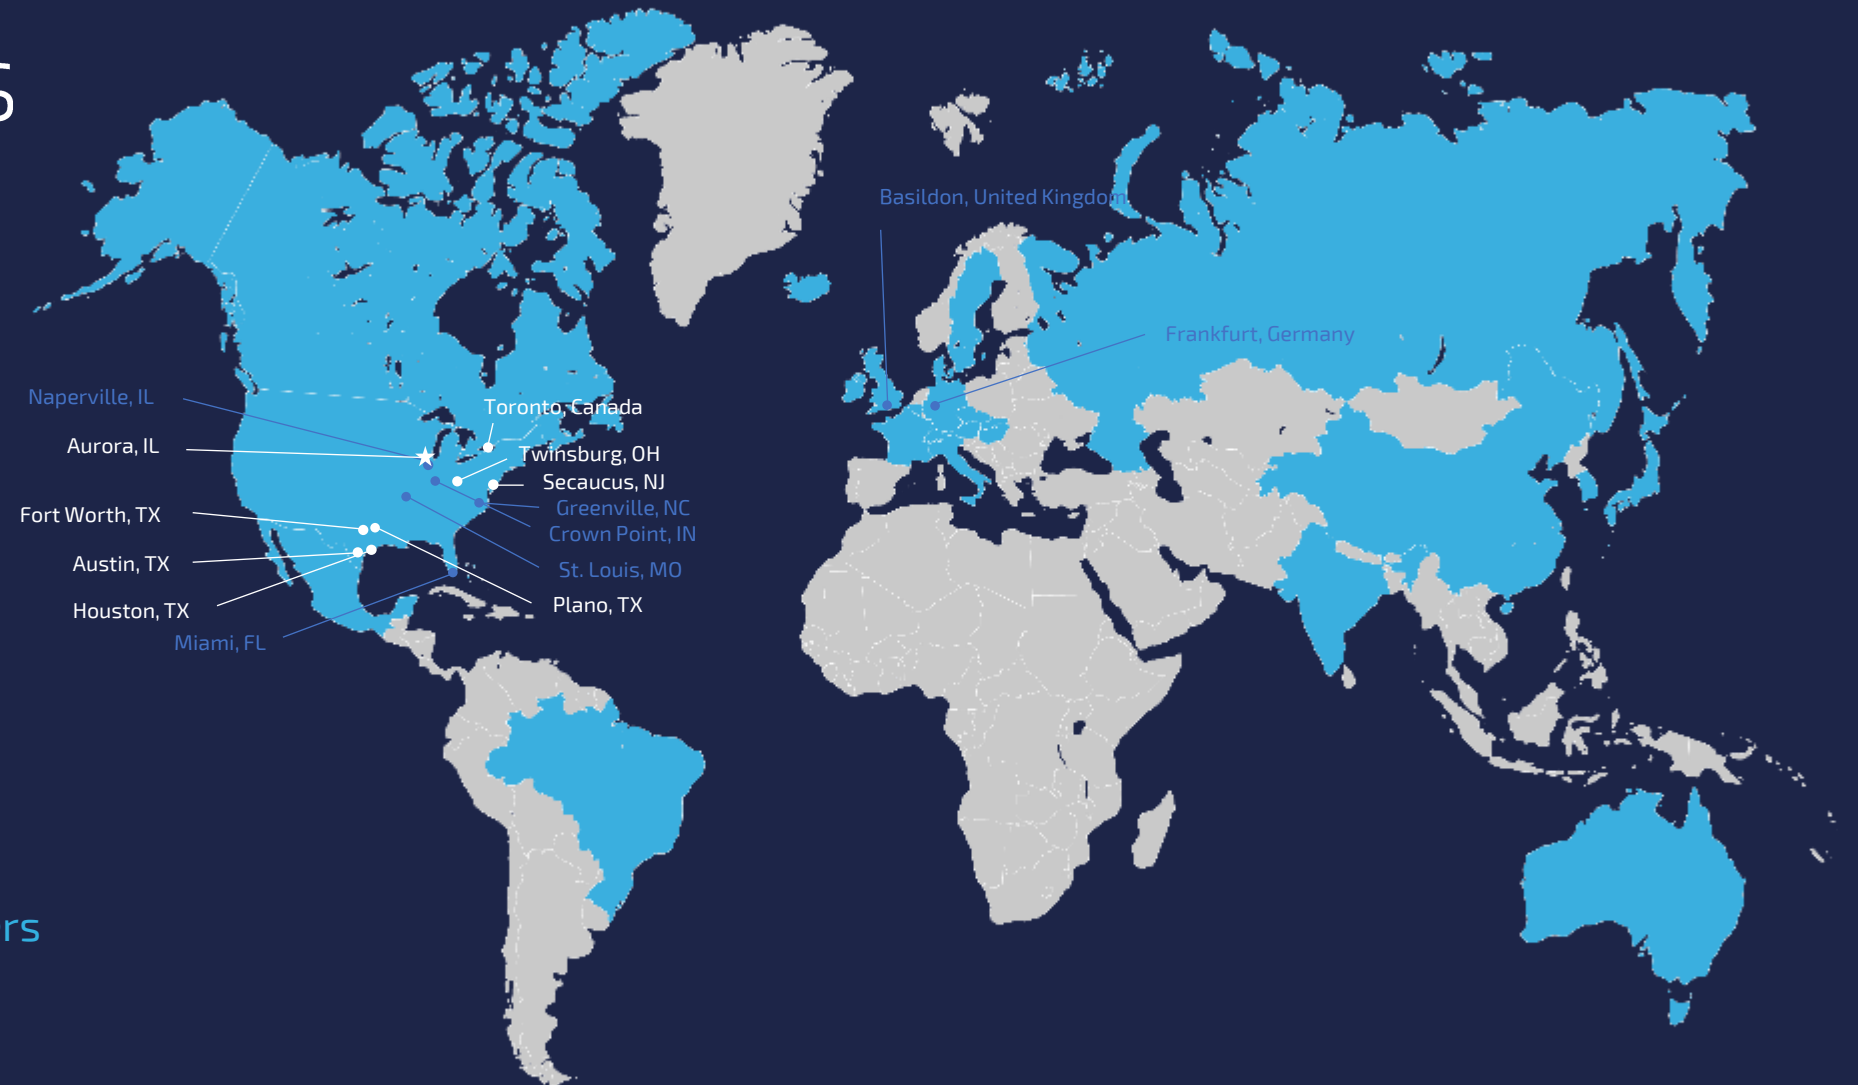 s
Basildon, United Kingdom
Frankfurt, Germany
Naperville, IL
Toronto, Canada
Aurora, IL
Twinsburg, OH
Secaucus, NJ
Greenville, NC
Fort Worth, TX
Crown Point, IN
Austin, TX
St. Louis, MO
Plano, TX
Houston, TX
Miami, FL
rs